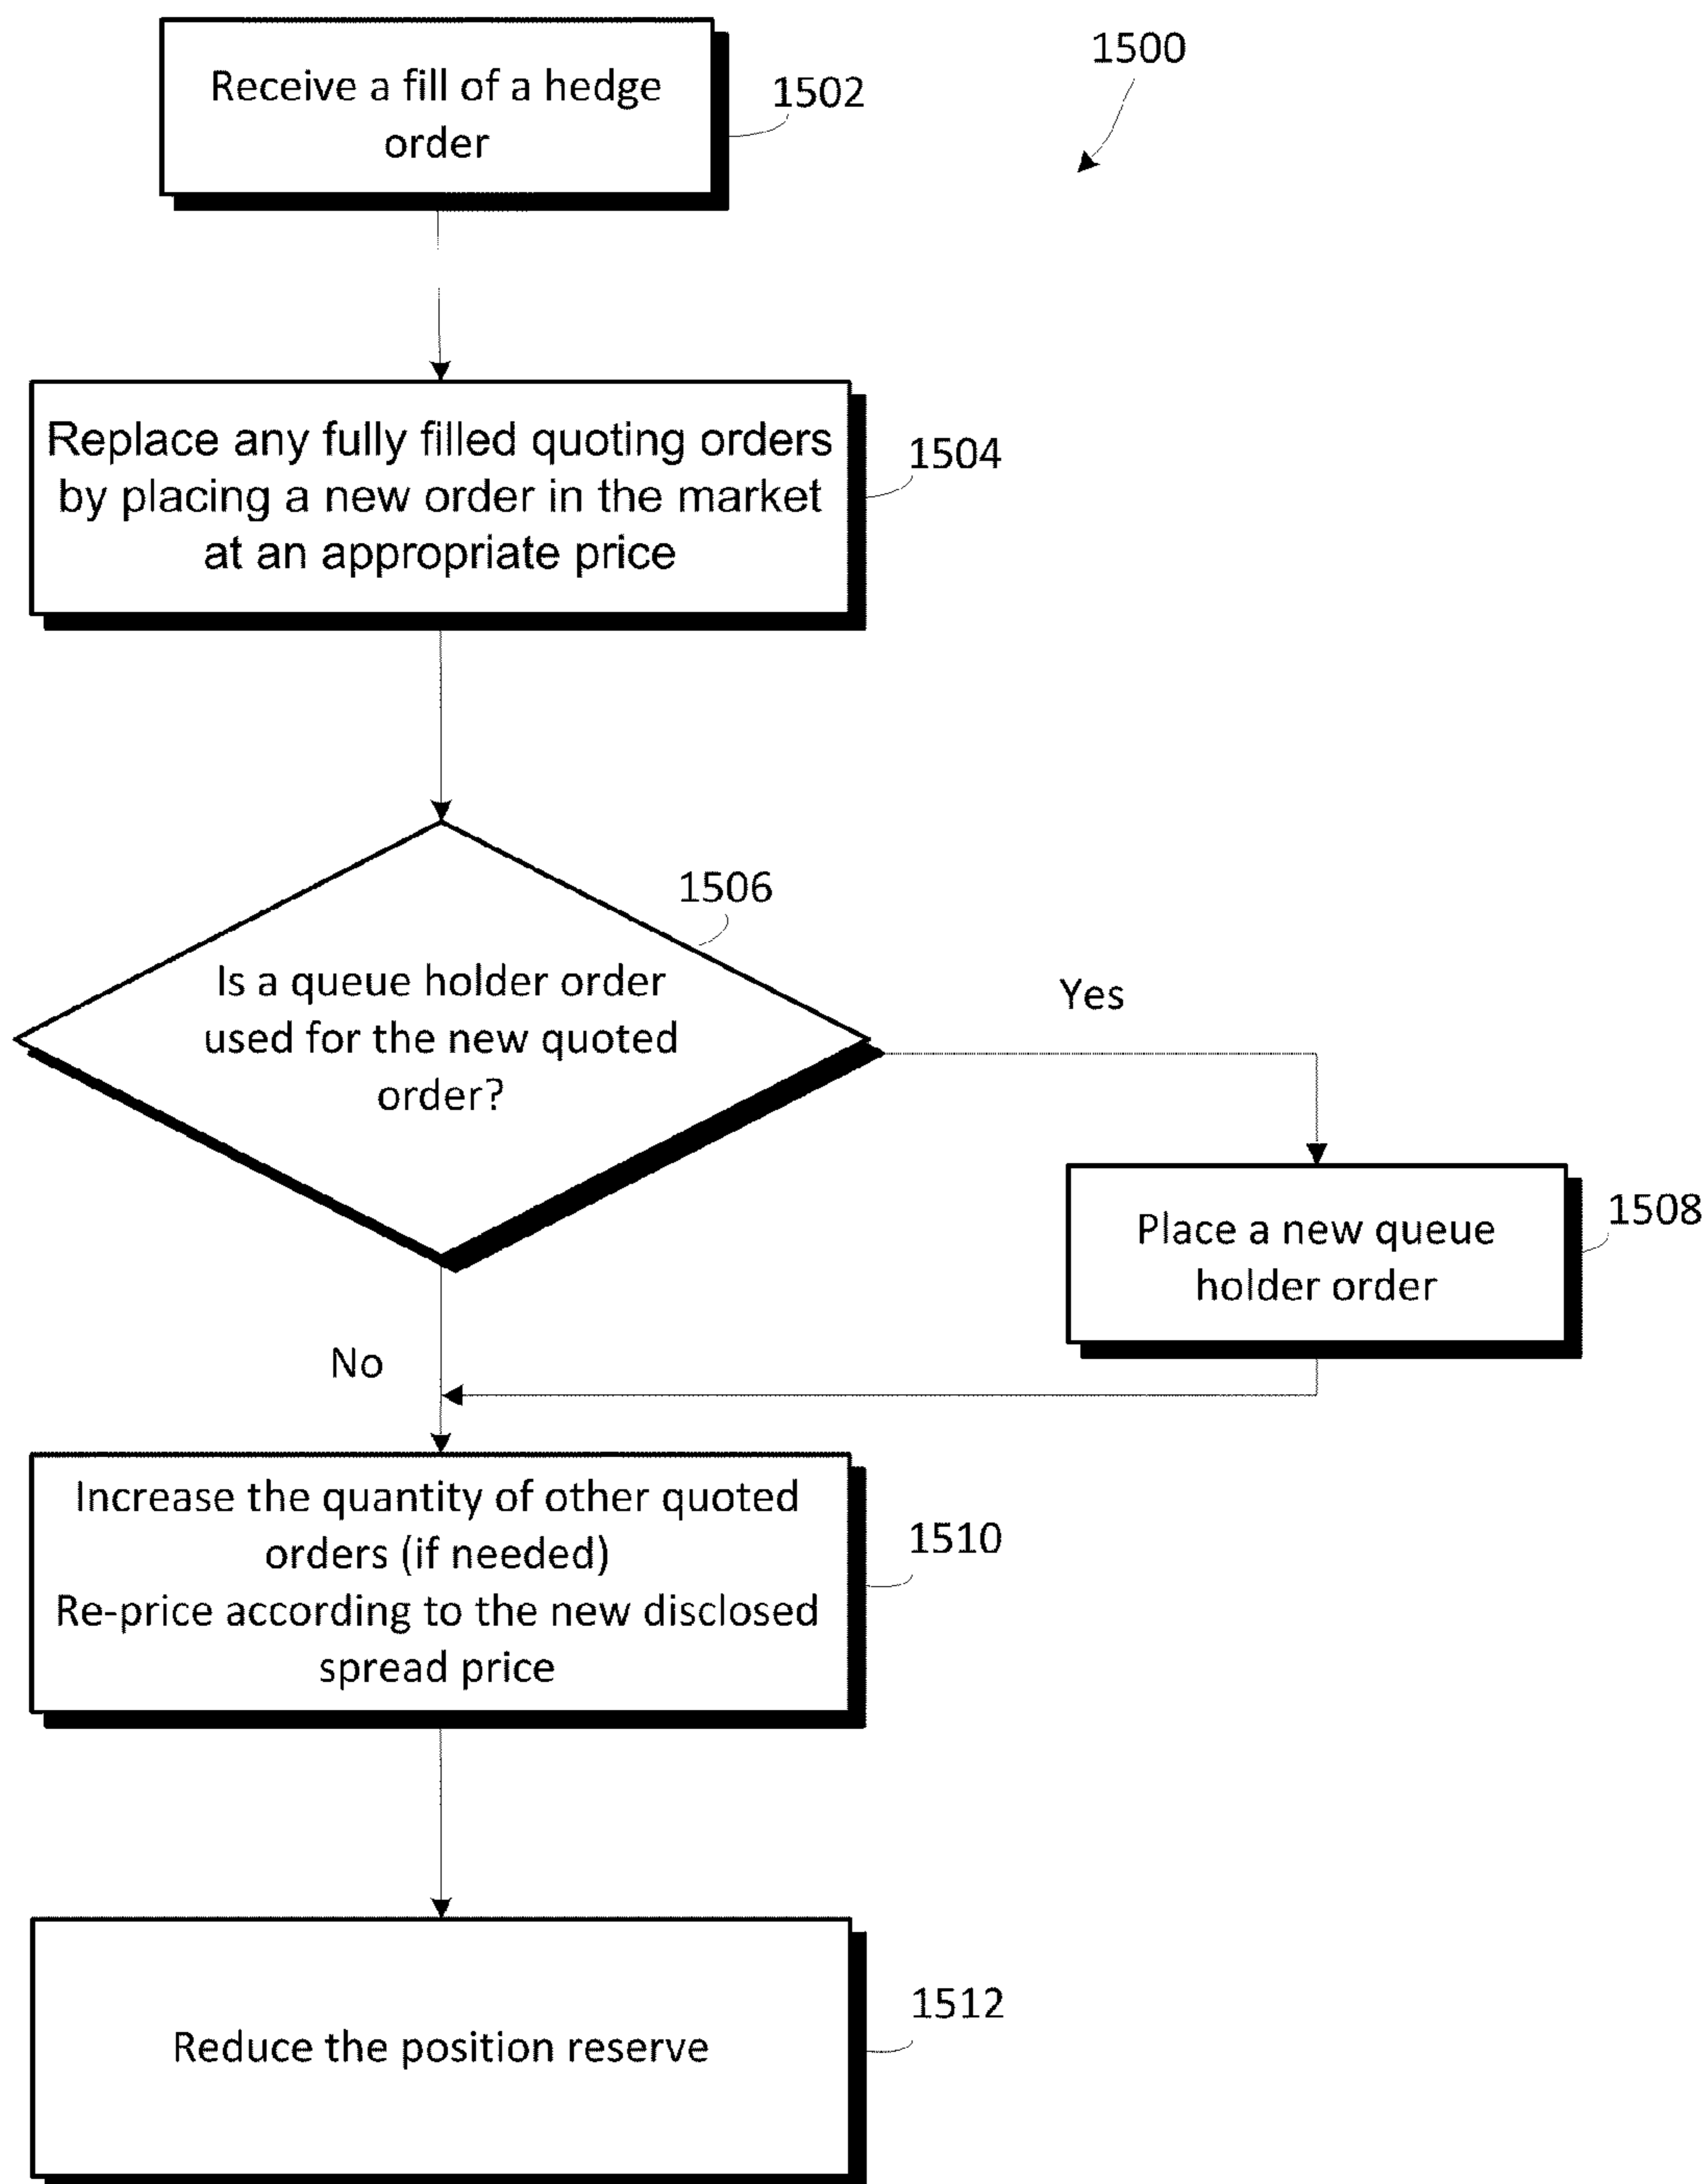 1500
Receive a fill of a hedge
order
1502
Replace any fully filled quoting orders
by placing a new order in the market
at an appropriate price
1504
1506
Is a queue holder order
used for the new quoted
order?
Yes
Place a new queue
holder order
1508
No
Increase the quantity of other quoted
orders (if needed)
Re-price according to the new disclosed
spread price
1510
Reduce the position reserve
1512